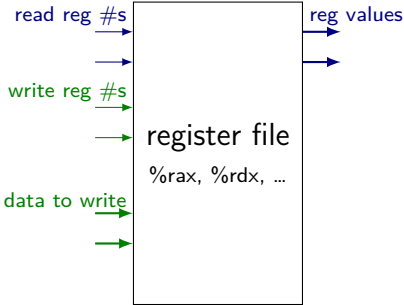 read reg #s
reg values
write reg #s
register file
%rax, %rdx, …
data to write